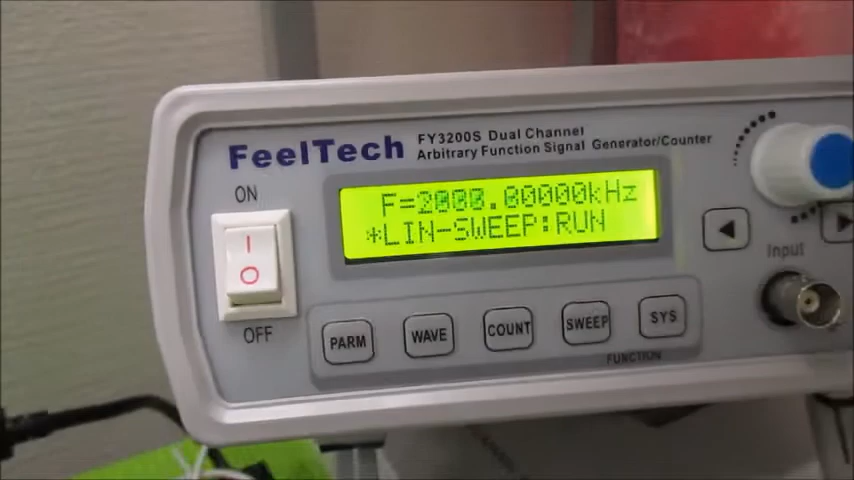 FeelTech
FY3200S Dual Channel
Arbitrary Function Signal Generator/Counter
ON
F=2000.00000kHz
*LIN-SWEEP:RUN
OFF
PARM
WAVE
COUNT
SWEEP
SYS
FUNCTION
Input